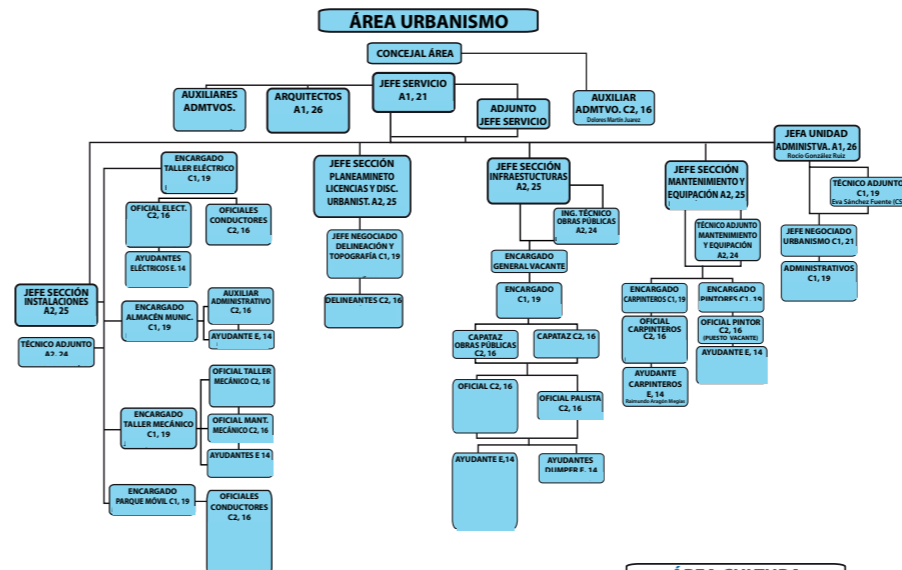 ÁREA URBANISMO
CONCEJAL ÁREA
JEFE SERVICIO
A1, 21
AUXILIARES
ADMTVOS.
ARQUITECTOS
A1, 26
ADJUNTO
JEFE SERVICIO
AUXILIAR
ADMTVO. C2, 16
Dolores Martín Juarez
JEFA UNIDAD
ADMINISTVA. A1, 26
Rocío González Ruiz
ENCARGADO
TALLER ELÉCTRICO
C1, 19
JEFE SECCIÓN
PLANEAMINETO
LICENCIAS Y DISC.
URBANIST. A2, 25
JEFE SECCIÓN
INFRAESTUCTURAS
A2, 25
JEFE SECCIÓN
MANTENIMIENTO Y
EQUIPACIÓN A2, 25
TÉCNICO ADJUNTO
C1, 19
Eva Sánchez Fuente (CS
OFICIAL ELECT.
C2, 16
OFICIALES
CONDUCTORES
C2, 16
ING. TÉCNICO
OBRAS PÚBLICAS
A2, 24
TÉCNICO ADJUNTO
MANTENIMIENTO
Y EQUIPACIÓN
A2, 24
JEFE NEGOCIADO
DELINEACIÓN Y
TOPOGRAFÍA C1, 19
JEFE NEGOCIADO
URBANISMO C1, 21
AYUDANTES
ELÉCTRICOS E. 14
ENCARGADO
GENERAL VACANTE
ADMINISTRATIVOS
C1, 19
JEFE SECCIÓN
INSTALACIONES
A2, 25
ENCARGADO
ALMACÉN MUNIC.
C1, 19
AUXILIAR
ADMINISTRATIVO
C2, 16
AYUDANTE E, 14
DELINEANTES C2, 16
ENCARGADO
C1, 19
ENCARGADO
CARPINTEROS C1, 19
ENCARGADO
PINTORES C1, 19
TÉCNICO ADJUNTO
A2, 24
CAPATAZ
OBRAS PÚBLICAS
C2, 16
CAPATAZ C2, 16
OFICIAL
CARPINTEROS
C2, 16
OFICIAL PINTOR
C2, 16
(PUESTO VACANTE)
AYUDANTE E, 14
OFICIAL TALLER
MECÁNICO C2, 16
OFICIAL C2, 16
OFICIAL PALISTA
C2, 16
AYUDANTE
CARPINTEROS
E, 14
Raimundo Aragón Megías
ENCARGADO
TALLER MECÁNICO
C1, 19
OFICIAL MANT.
MECÁNICO C2, 16
AYUDANTES E 14
AYUDANTE E,14
AYUDANTES
DUMPER E. 14
ENCARGADO
PARQUE MÓVIL C1, 19
OFICIALES
CONDUCTORES
C2, 16
ÁREA CULTURA